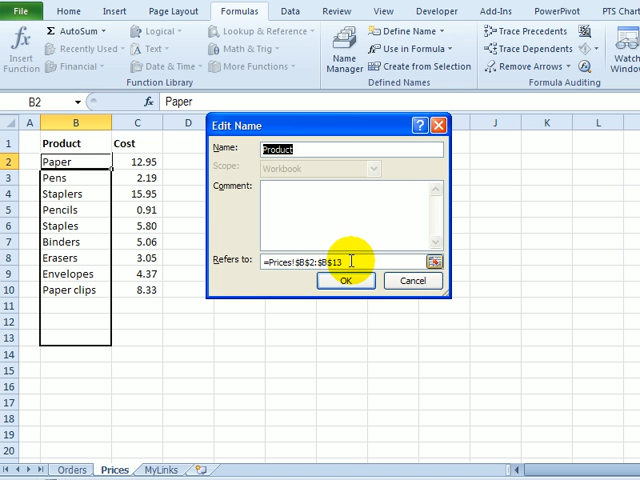 File Home Insert Page Layout Formulas Data Review View Developer Add-Ins PowerPivot PTS Chart
fx Insert Function
Σ AutoSum
Recently Used
Financial
Logical
Text
Date & Time
Lookup & Reference
Math & Trig
More Functions
Function Library
Name Manager
Define Name
Use in Formula
Create from Selection
Defined Names
Trace Precedents
Trace Dependents
Remove Arrows
Formula Auditing
Watch
Window
B2 fx Paper
A B C D J K L
1 Product Cost
2 Paper 12.95
3 Pens 2.19
4 Staplers 15.95
5 Pencils 0.91
6 Staples 5.80
7 Binders 5.06
8 Erasers 3.05
9 Envelopes 4.37
10 Paper clips 8.33
11
12
13
14
15
16
17
18
19
20
Edit Name ?
Name: Product
Scope: Workbook
Comment:
Refers to: =Prices!$B$2:$B$13
OK Cancel
Orders Prices MyLinks